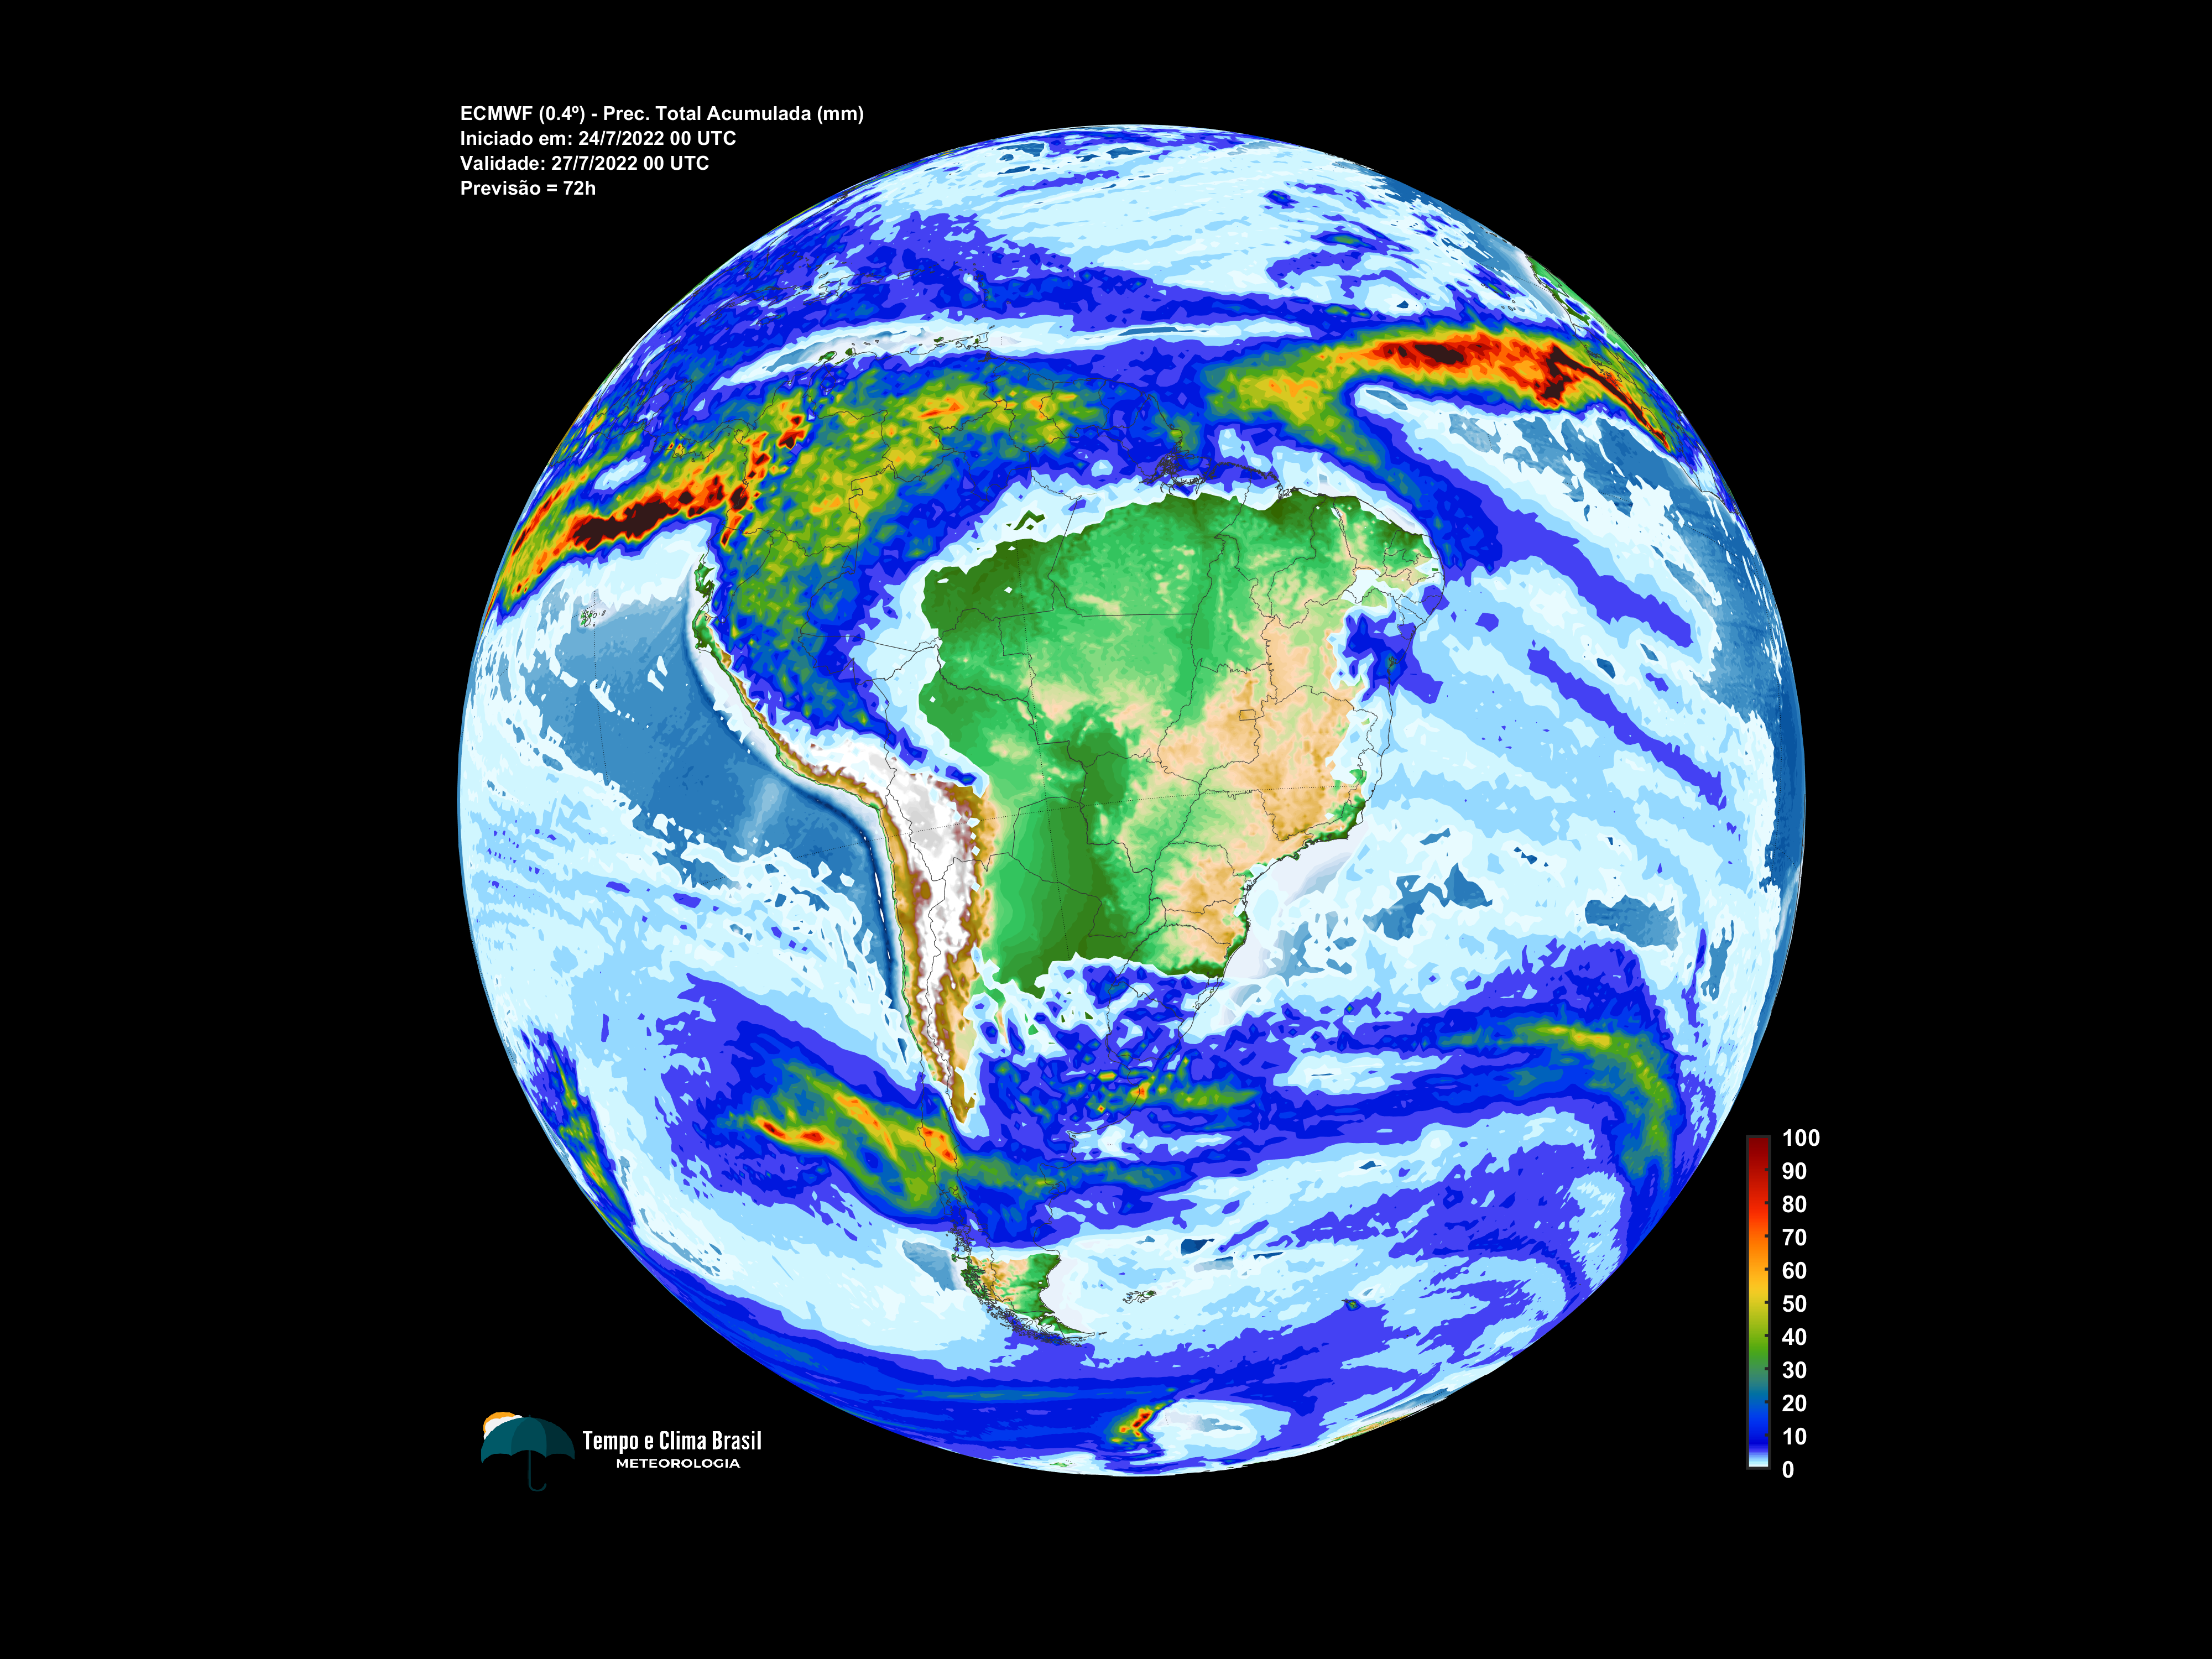 ECMWF (0.4º) - Prec. Total Acumulada (mm)
Iniciado em: 24/7/2022 00 UTC
Validade: 27/7/2022 00 UTC
Previsão = 72h
100
90
80
70
60
50
40
30
20
10
0
Tempo e Clima Brasil
METEOROLOGIA